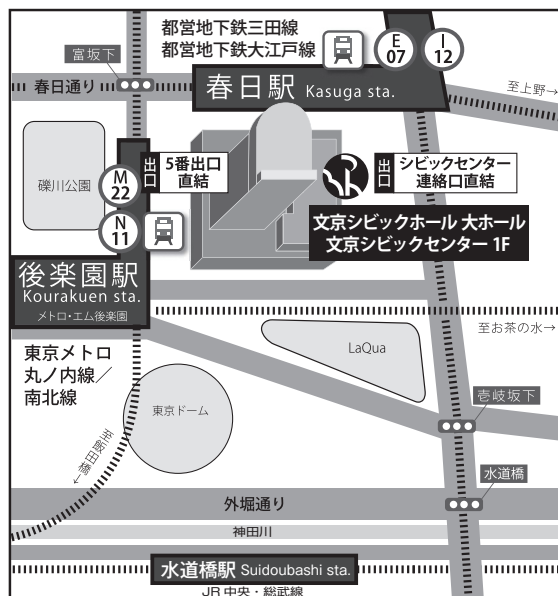 都営地下鉄三田線
都営地下鉄大江戸線
E
07
I
12
富坂下
春日通り
春日駅 Kasuga sta.
至上野→
礫川公園
M
22
出口
5番出口
直結
出口
シビックセンター
連絡口直結
N
11
文京シビックホール 大ホール
文京シビックセンター 1F
後楽園駅
Kourakuen sta.
メトロ・エム後楽園
至お茶の水→
東京メトロ
丸ノ内線／
南北線
LaQua
東京ドーム
壱岐坂下
至飯田橋
↓
水道橋
外堀通り
神田川
水道橋駅 Suidoubashi sta.
JR 中央・総武線